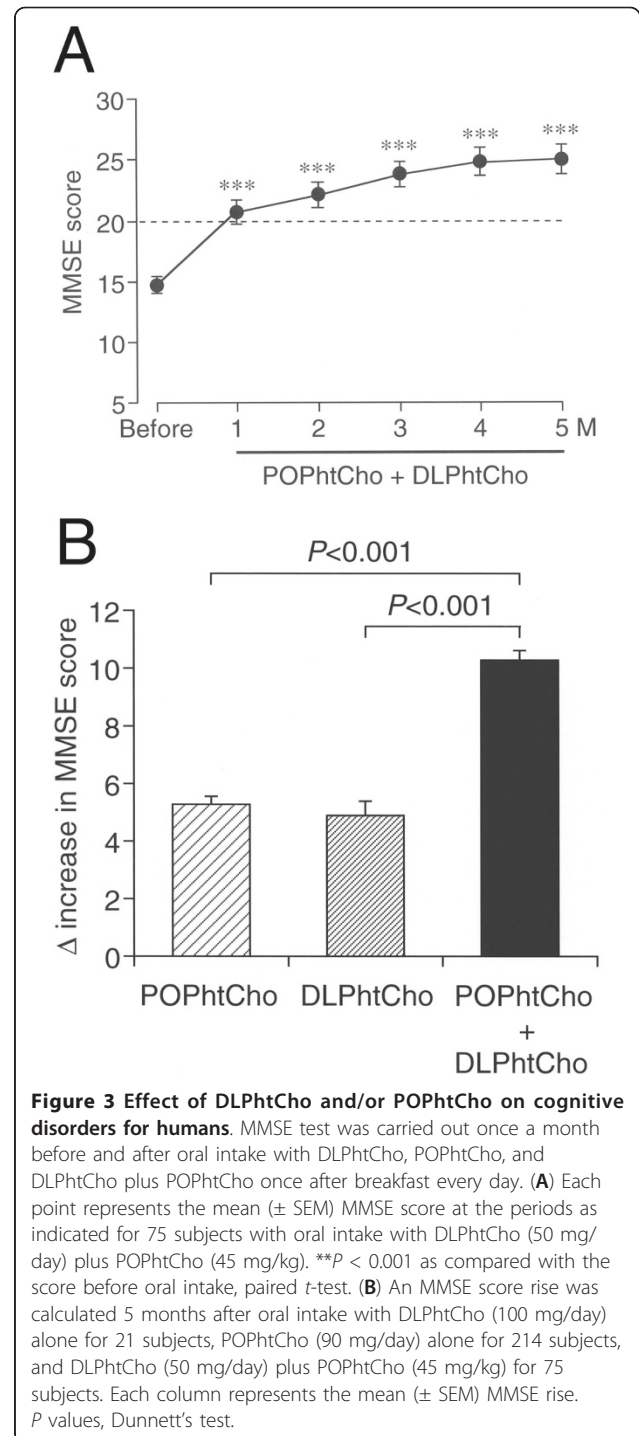 A
30
25
20
15
10
5
MMSE score
***
***
***
***
***
Before 1 2 3 4 5 M
POPhtCho + DLPhtCho
B
P<0.001
P<0.001
12
10
8
6
4
2
0
Δ increase in MMSE score
POPhtCho DLPhtCho POPhtCho
+
DLPhtCho
Figure 3 Effect of DLPhtCho and/or POPhtCho on cognitive
disorders for humans. MMSE test was carried out once a month
before and after oral intake with DLPhtCho, POPhtCho, and
DLPhtCho plus POPhtCho once after breakfast every day. (A) Each
point represents the mean (± SEM) MMSE score at the periods as
indicated for 75 subjects with oral intake with DLPhtCho (50 mg/
day) plus POPhtCho (45 mg/kg). **P < 0.001 as compared with the
score before oral intake, paired t-test. (B) An MMSE score rise was
calculated 5 months after oral intake with DLPhtCho (100 mg/day)
alone for 21 subjects, POPhtCho (90 mg/day) alone for 214 subjects,
and DLPhtCho (50 mg/day) plus POPhtCho (45 mg/kg) for 75
subjects. Each column represents the mean (± SEM) MMSE rise.
P values, Dunnett's test.